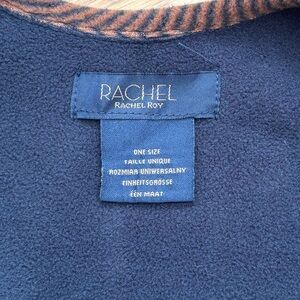 RACHEL
RACHEL ROY
ONE SIZE
TAILLE UNIQUE
ROZMIAR UNIWERSALNY
EINHEITSGRÖSSE
ÉÉN MAAT